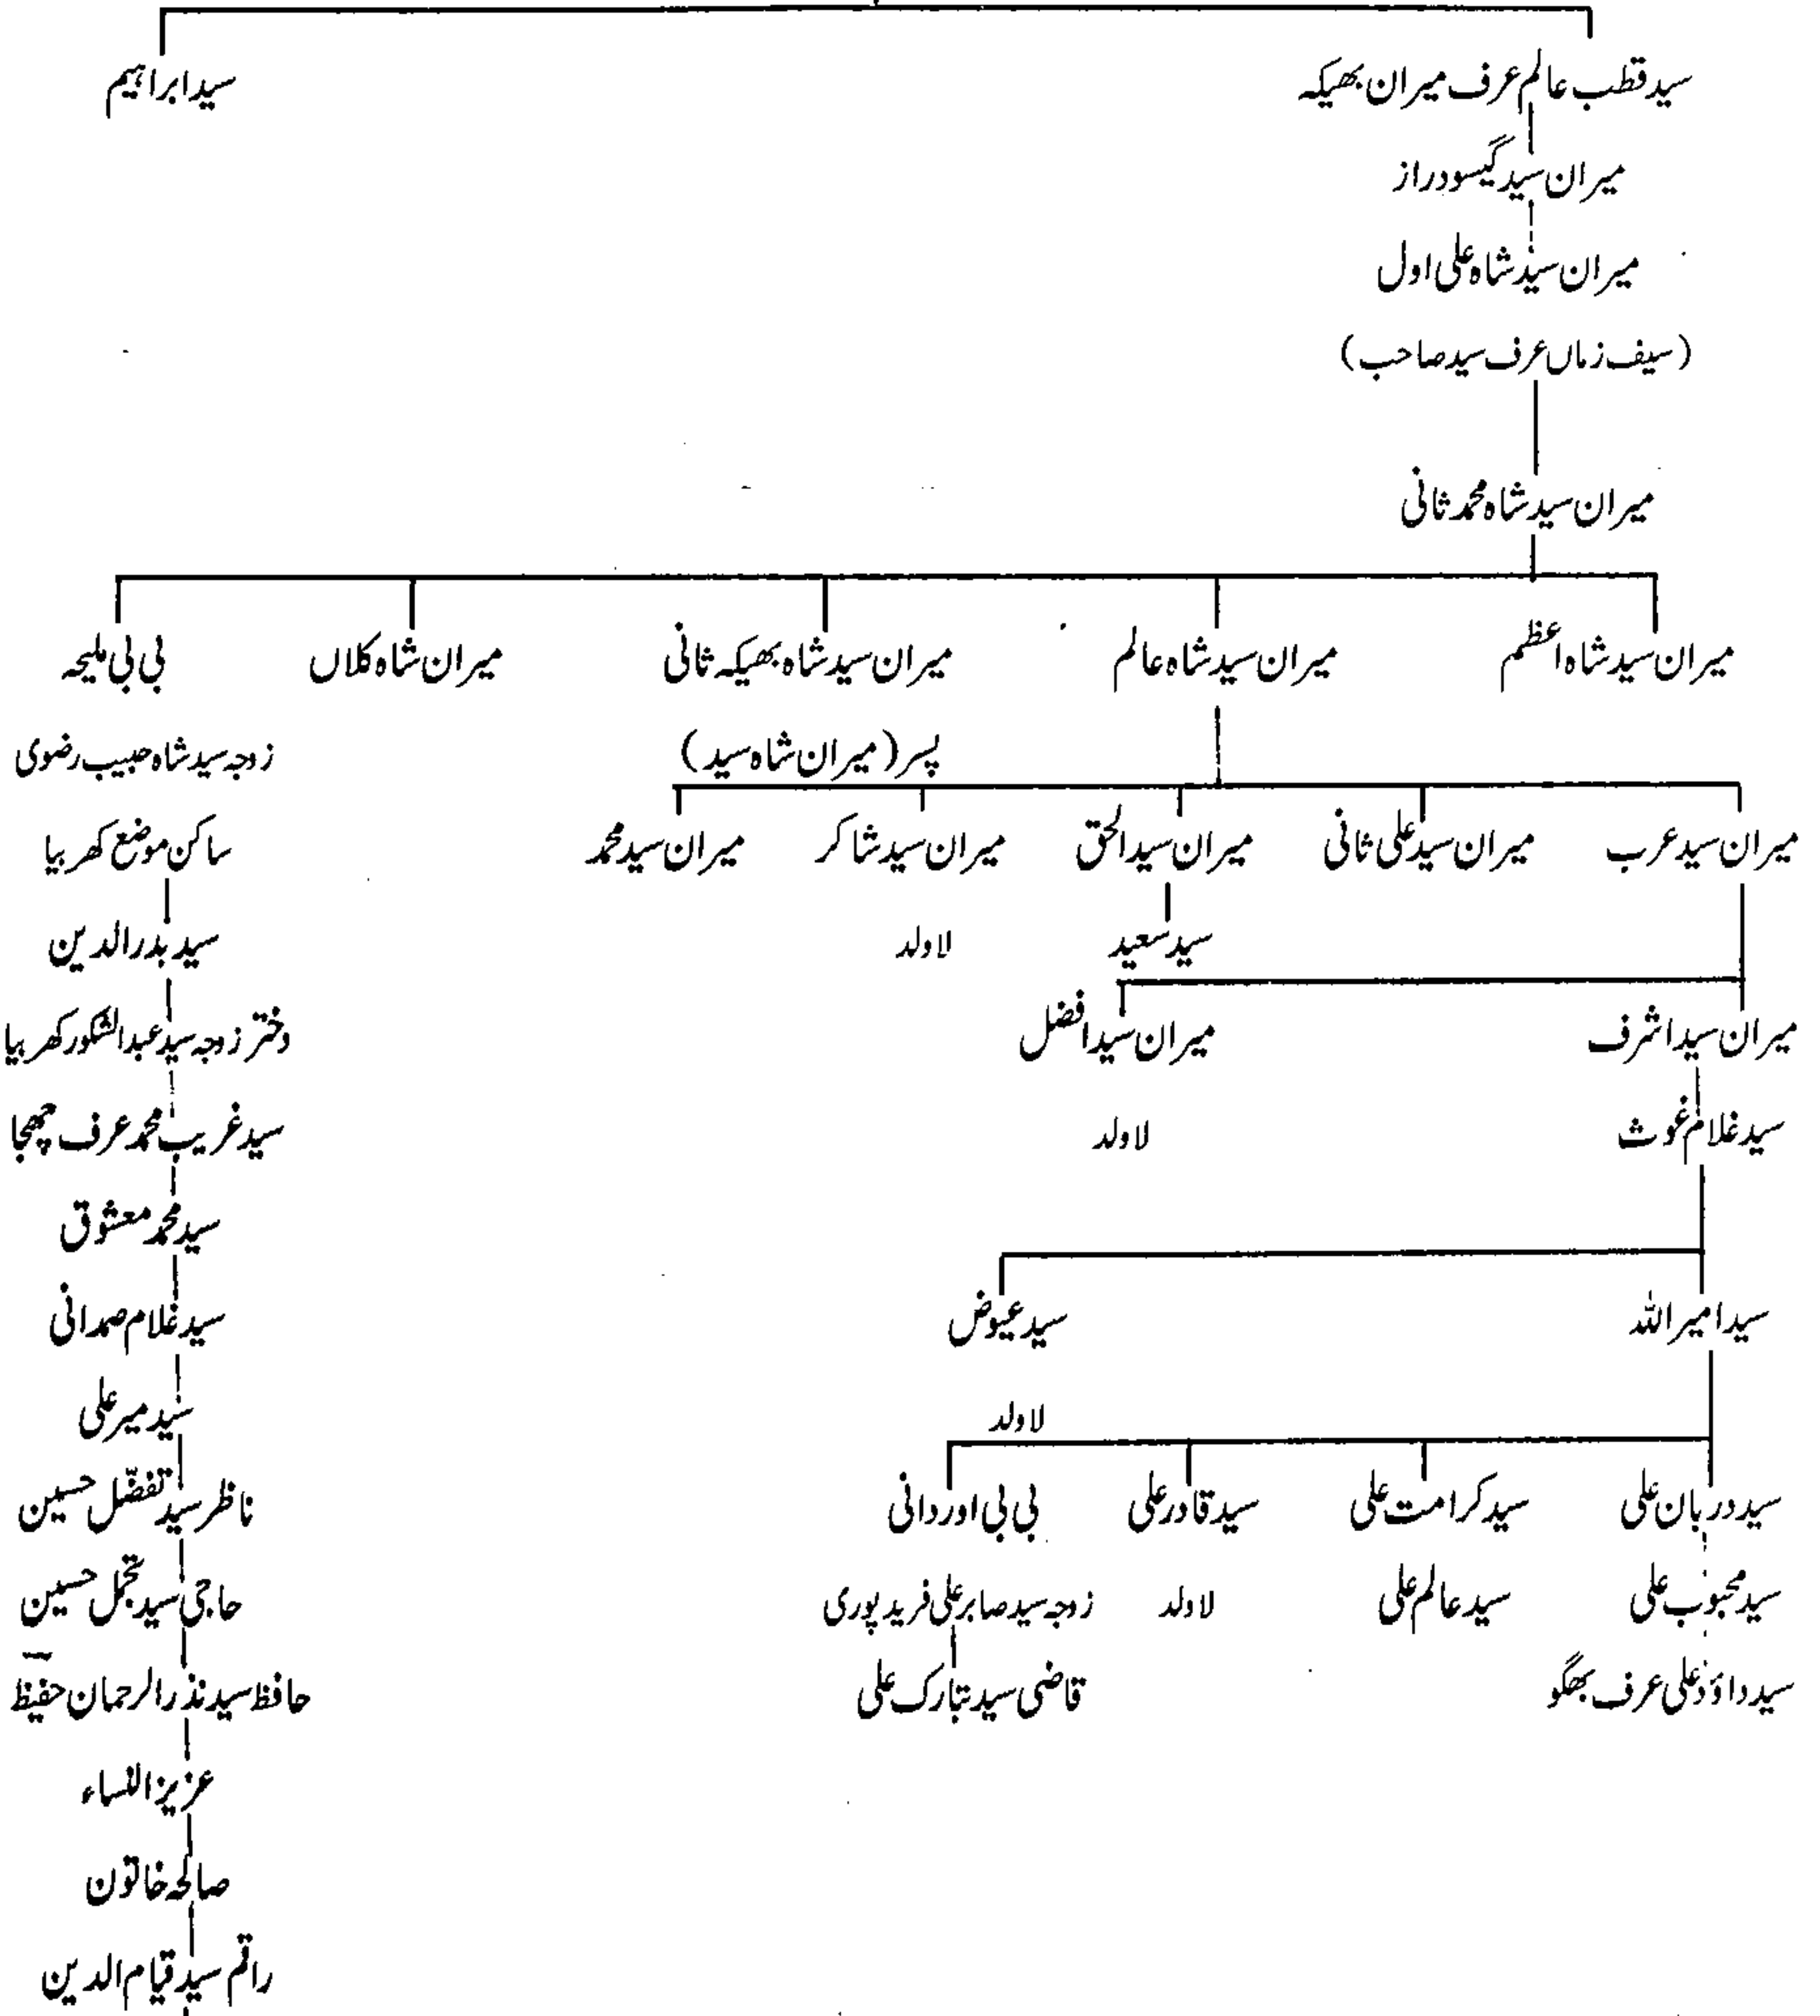 سید قطب عالم عرف میران بھیکہ
سید ابراہیم
میران سید گیسودراز
میران سید شاہ علی اول
(سیف زماں عرف سید صاحب)
میران سید شاہ محمد ثانی
میران سید شاہ اعظم
میران سید شاہ عالم
میران سید شاہ بھیکہ ثانی
میران شاہ کلاں
بی بی ملیحہ
پسر (میران شاہ سید)
زوجہ سید شاہ حبیب رضوی
میران سید عرب
میران سید علی ثانی
میران سید الحق
میران سید شاکر
میران سید محمد
ساکن موضع کھربیا
سید سعید
لاولد
سید بدرالدین
میران سید اشرف
میران سید افضل
دختر زوجہ سید عبدالشکور کھربیا
سید غلام غوث
لاولد
سید غریب محمد عرف چھجا
سید محمد معشوق
سید امیر اللہ
سید عیوض
سید غلام صمدانی
لاولد
سید میر علی
سید دربان علی
سید کرامت علی
سید قادر علی
بی بی اوردانی
ناظر سید تفضّل حسین
سید محبوب علی
سید عالم علی
لاولد
زوجہ سید صابر علی فرید پوری
حاجی سید تجمل حسین
سید داؤد علی عرف بھگو
قاضی سید تبارک علی
حافظ سید نذر الرحمان حفیظ
عزیز النساء
صالحہ خاتون
راقم سید قیام الدین